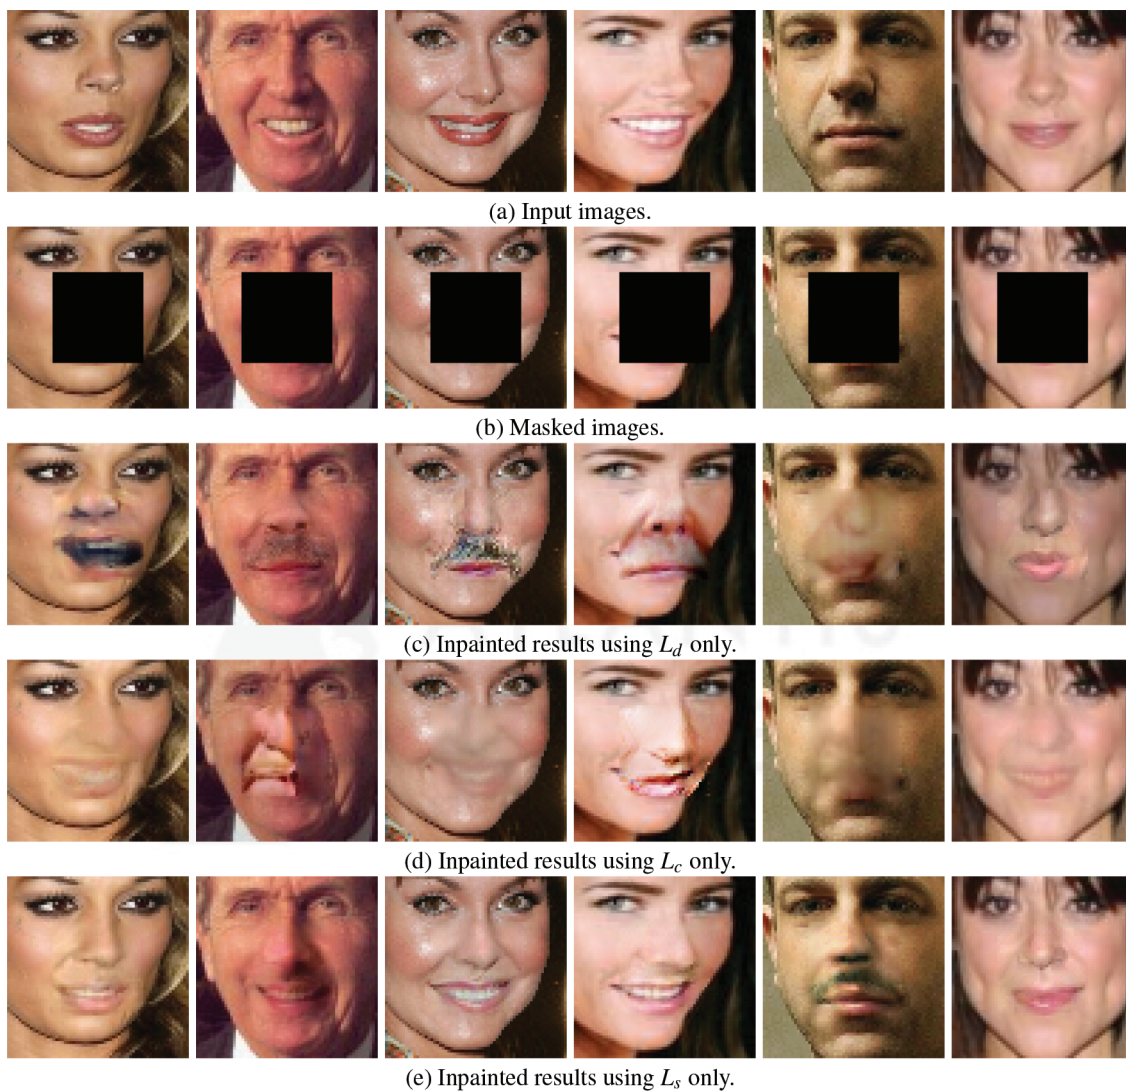 (a) Input images.
(b) Masked images.
(c) Inpainted results using L_d only.
(d) Inpainted results using L_c only.
(e) Inpainted results using L_s only.